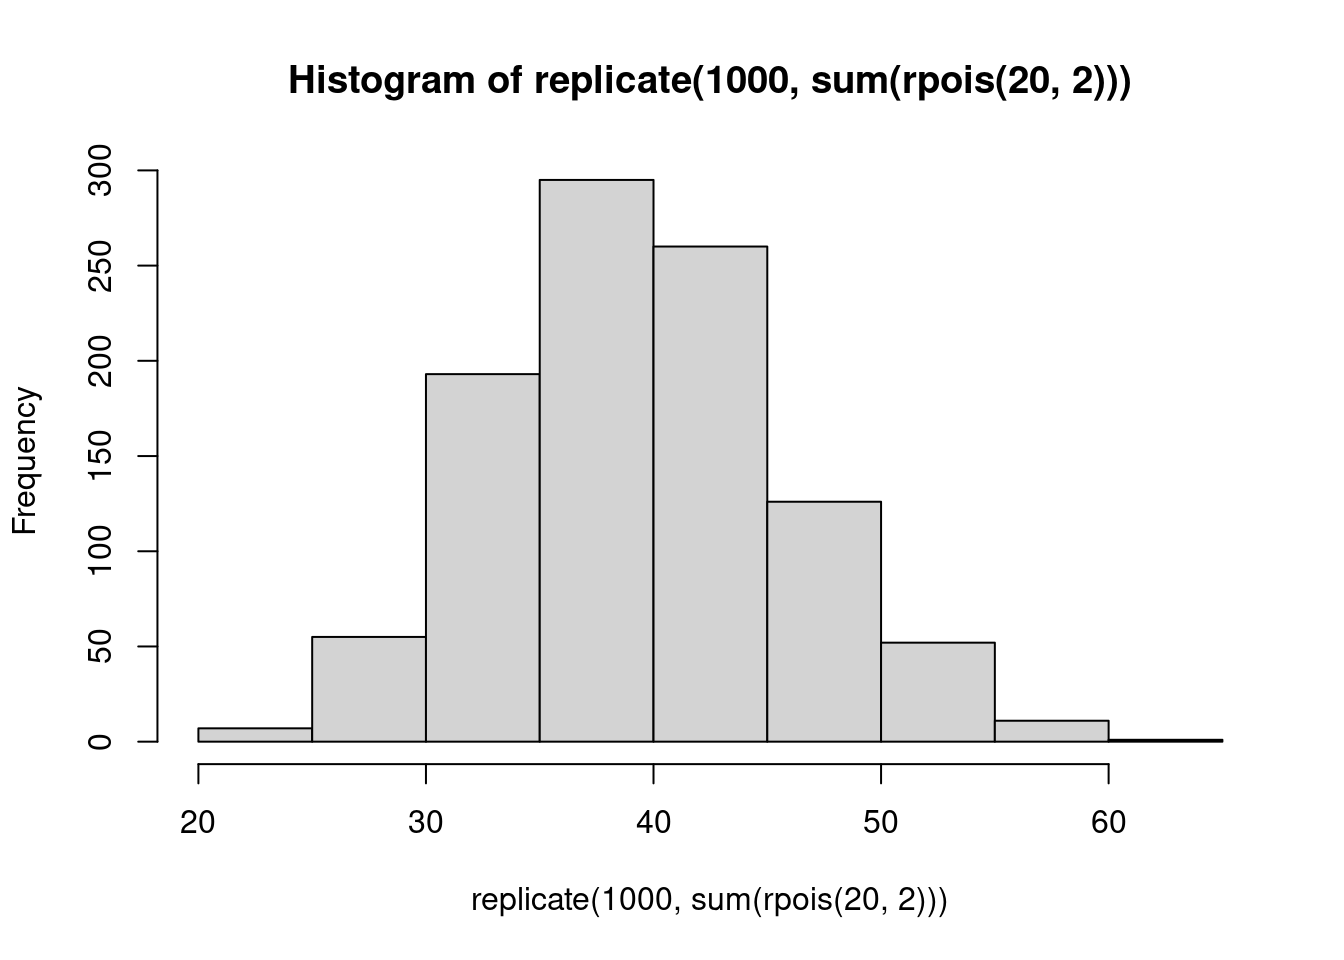 Histogram of replicate(1000, sum(rpois(20, 2)))
Frequency
300
250
200
150
100
50
0
20 30 40 50 60
replicate(1000, sum(rpois(20, 2)))